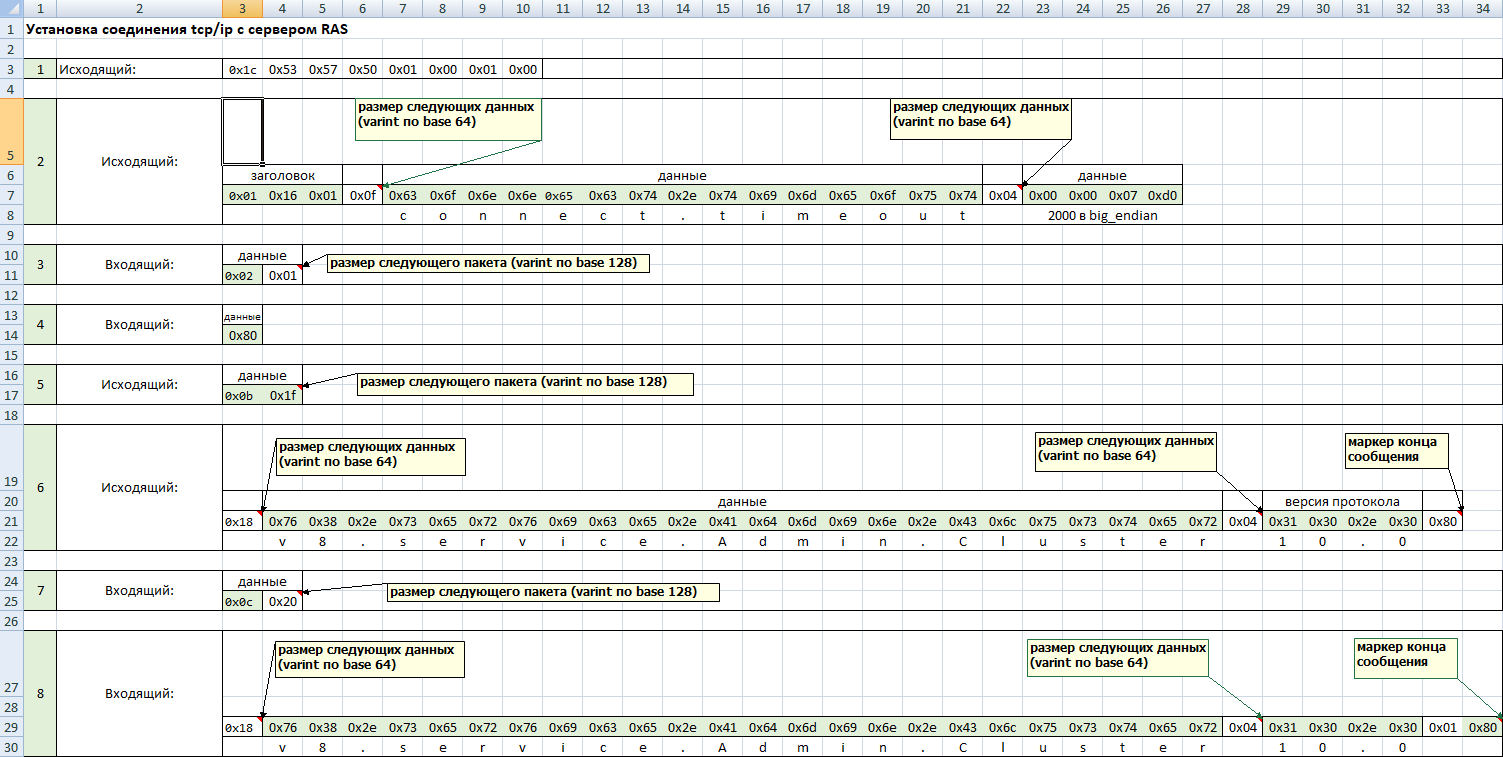 1 2 3 4 5 6 7 8 9 10 11 12 13 14 15 16 17 18 19 20 21 22 23 24 25 26 27 28 29 30 31 32 33 34
1 Установка соединения tcp/ip с сервером RAS
2
3 1 Исходящий: 0x1c 0x53 0x57 0x50 0x01 0x00 0x01 0x00
4
размер следующих данных размер следующих данных
(varint по base 64) (varint по base 64)
5 2 Исходящий:
6 заголовок данные данные
7 0x01 0x16 0x01 0x0f 0x63 0x6f 0x6e 0x6e 0x65 0x63 0x74 0x2e 0x74 0x69 0x6d 0x65 0x6f 0x75 0x74 0x04 0x00 0x00 0x07 0xd0
8 c o n n e c t . t i m e o u t 2000 в big_endian
9
10 данные
3 Входящий: размер следующего пакета (varint по base 128)
11 0x02 0x01
12
13 данные
4 Входящий:
14 0x80
15
16 данные
5 Исходящий: размер следующего пакета (varint по base 128)
17 0x0b 0x1f
18
размер следующих данных размер следующих данных маркер конца
(varint по base 64) (varint по base 64) сообщения
19 6 Исходящий:
20 данные версия протокола
21 0x18 0x76 0x38 0x2e 0x73 0x65 0x72 0x76 0x69 0x63 0x65 0x2e 0x41 0x64 0x6d 0x69 0x6e 0x2e 0x43 0x6c 0x75 0x73 0x74 0x65 0x72 0x04 0x31 0x30 0x2e 0x30 0x80
22 v 8 . s e r v i c e . A d m i n . C l u s t e r 1 0 . 0
23
24 данные
7 Входящий: размер следующего пакета (varint по base 128)
25 0x0c 0x20
26
размер следующих данных размер следующих данных маркер конца
(varint по base 64) (varint по base 64) сообщения
27 8 Входящий:
28
29 0x18 0x76 0x38 0x2e 0x73 0x65 0x72 0x76 0x69 0x63 0x65 0x2e 0x41 0x64 0x6d 0x69 0x6e 0x2e 0x43 0x6c 0x75 0x73 0x74 0x65 0x72 0x04 0x31 0x30 0x2e 0x30 0x01 0x80
30 v 8 . s e r v i c e . A d m i n . C l u s t e r 1 0 . 0